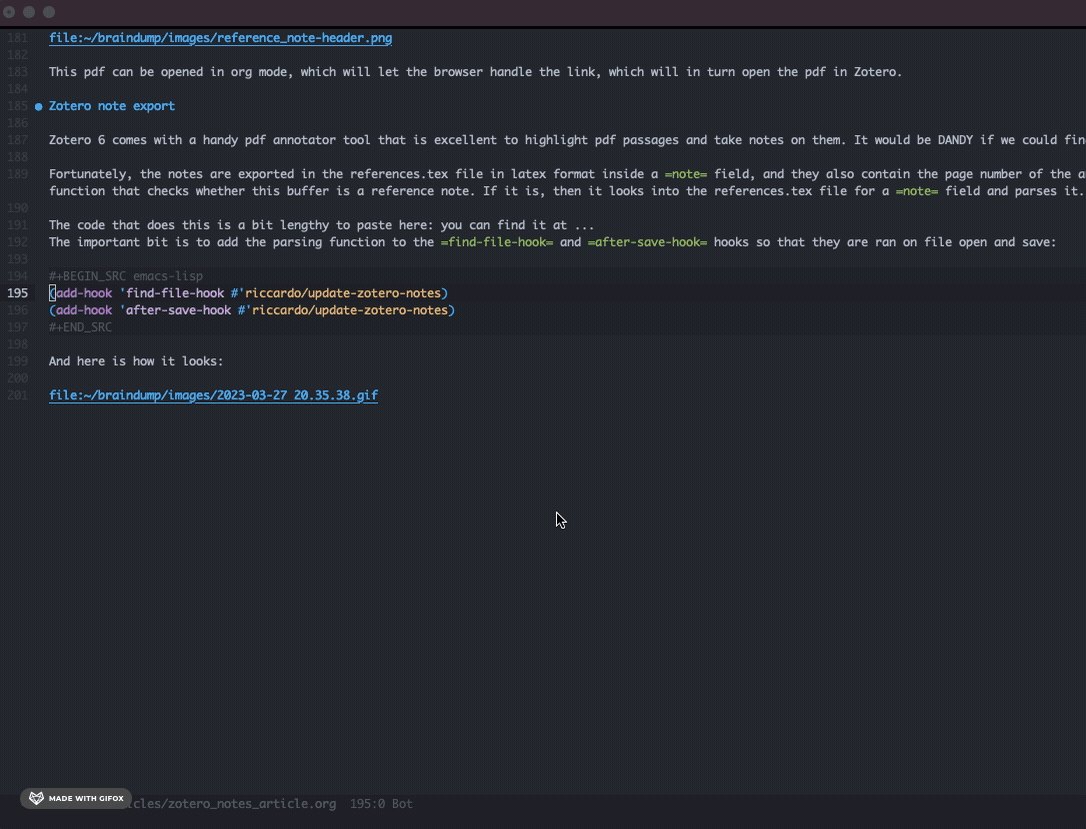 181 file:~/braindump/images/reference_note-header.png
182
183 This pdf can be opened in org mode, which will let the browser handle the link, which will in turn open the pdf in Zotero.
184
185 Zotero note export
186
187 Zotero 6 comes with a handy pdf annotator tool that is excellent to highlight pdf passages and take notes on them. It would be DANDY if we could
188
189 Fortunately, the notes are exported in the references.tex file in latex format inside a =note= field, and they also contain the page number of the
function that checks whether this buffer is a reference note. If it is, then it looks into the references.tex file for a =note= field and parses it.
190
191 The code that does this is a bit lengthy to paste here: you can find it at ...
192 The important bit is to add the parsing function to the =find-file-hook= and =after-save-hook= hooks so that they are ran on file open and save:
193
194 #+BEGIN_SRC emacs-lisp
195 (add-hook 'find-file-hook #'riccardo/update-zotero-notes)
196 (add-hook 'after-save-hook #'riccardo/update-zotero-notes)
197 #+END_SRC
198
199 And here is how it looks:
200
201 file:~/braindump/images/2023-03-27 20.35.38.gif
MADE WITH GIFOX
cles/zotero_notes_article.org 195:0 Bot